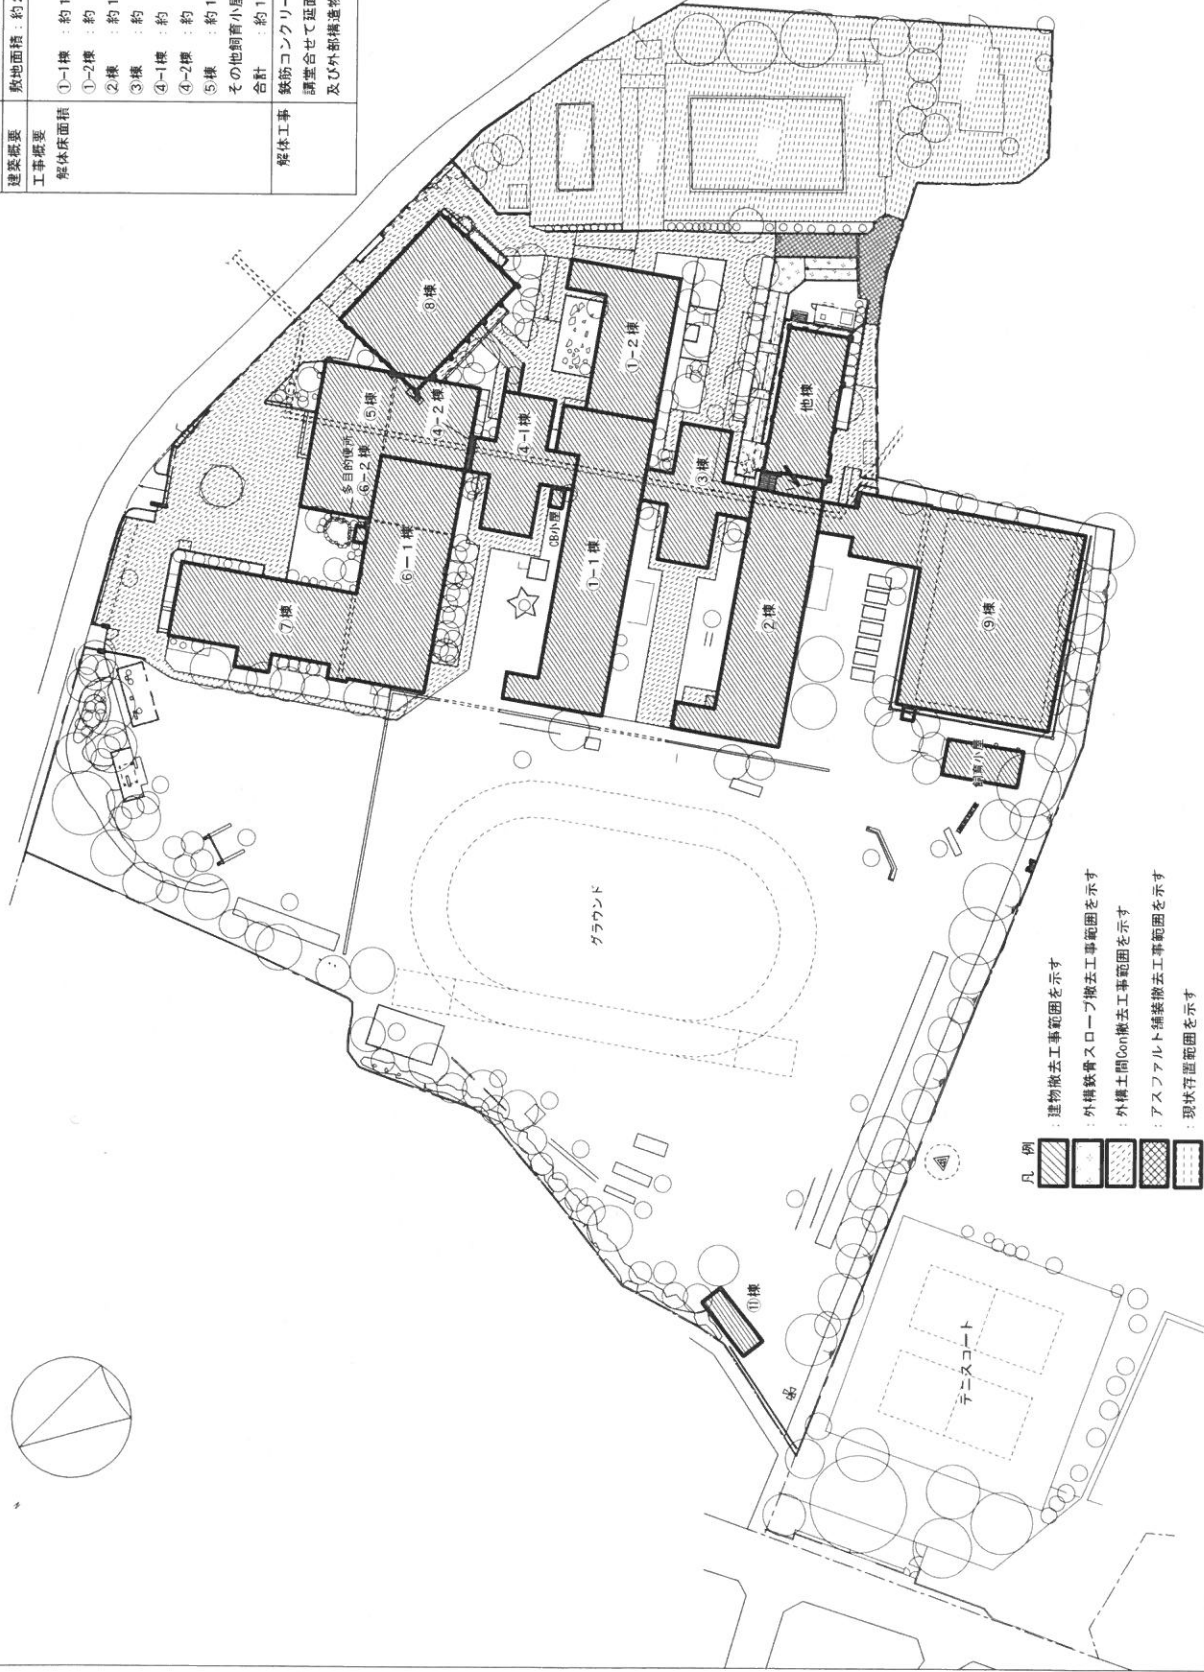 建築概要
敷地面積 : 約
工事概要
解体床面積
①-1棟 : 約1
①-2棟 : 約
②棟 : 約1
③棟 : 約
④-1棟 : 約
④-2棟 : 約1
⑤棟 : 約1
その他飼育小屋
合計 : 約1
解体工事
鉄筋コンクリー
講堂合せて延面
及び外部構造物
⑧棟
⑤棟
④-2棟
多目的便所
⑥-2棟
⑥-1棟
⑦棟
④-1棟
CB小屋
①-1棟
①-2棟
③棟
②棟
他棟
⑨棟
飼育小屋
グラウンド
⑪棟
テニスコート
凡 例
: 建物撤去工事範囲を示す
: 外構鉄骨スロープ撤去工事範囲を示す
: 外構土間Con撤去工事範囲を示す
: アスファルト舗装撤去工事範囲を示す
: 現状存置範囲を示す